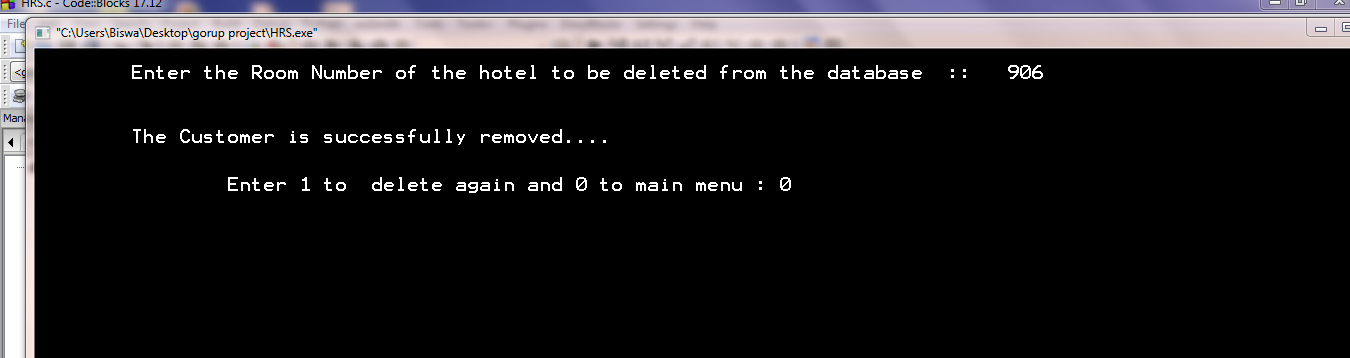 HRS.c - Code::Blocks 17.12
File
"C:\Users\Biswa\Desktop\gorup project\HRS.exe"
Mana
Enter the Room Number of the hotel to be deleted from the database :: 906
The Customer is successfully removed....
Enter 1 to delete again and 0 to main menu : 0